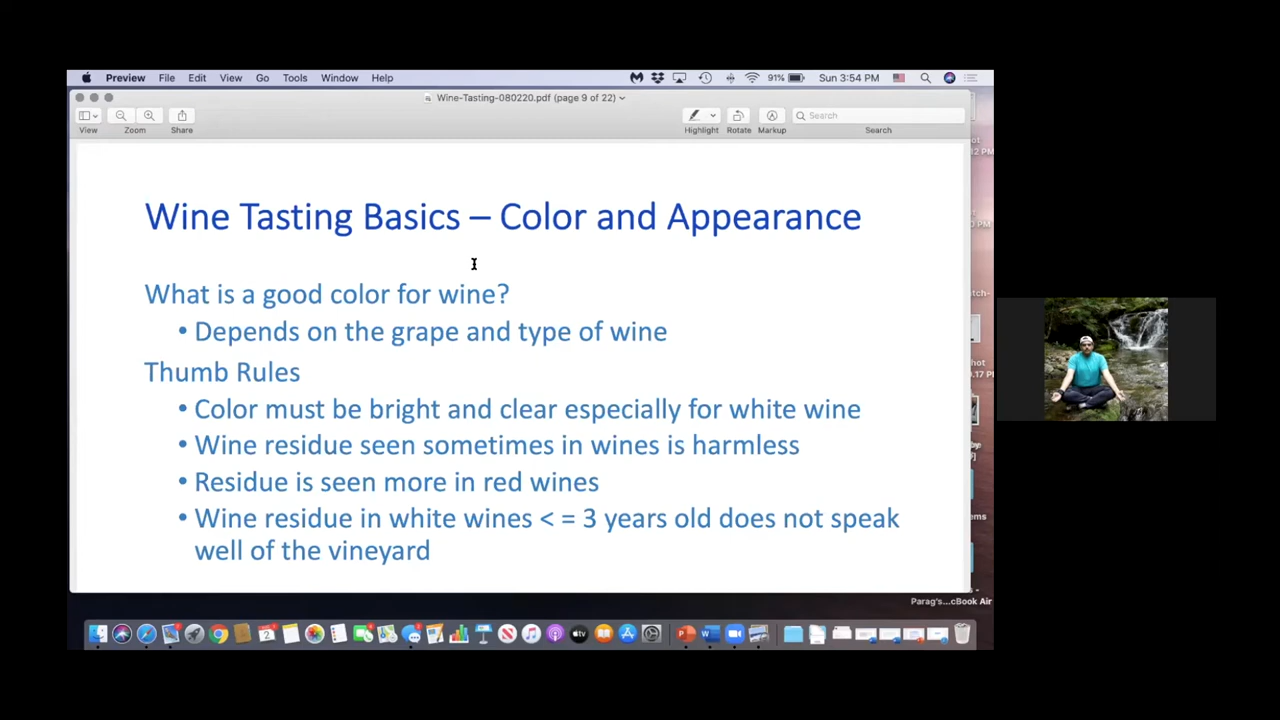 Preview File Edit View Go Tools Window Help 91% Sun 3:54 PM
Wine-Tasting-080220.pdf (page 9 of 22)
Search
View Zoom Share Highlight Rotate Markup Search
12 PM
Wine Tasting Basics – Color and Appearance
What is a good color for wine?
• Depends on the grape and type of wine
Thumb Rules
• Color must be bright and clear especially for white wine
• Wine residue seen sometimes in wines is harmless
• Residue is seen more in red wines
• Wine residue in white wines < = 3 years old does not speak
well of the vineyard
Parag's...cBook Air
2
tv